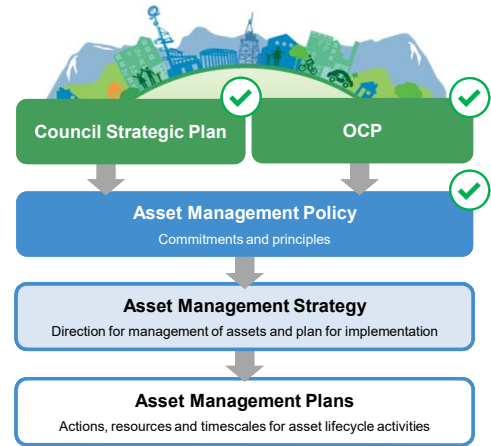 Council Strategic Plan
OCP
Asset Management Policy
Commitments and principles
Asset Management Strategy
Direction for management of assets and plan for implementation
Asset Management Plans
Actions, resources and timescales for asset lifecycle activities